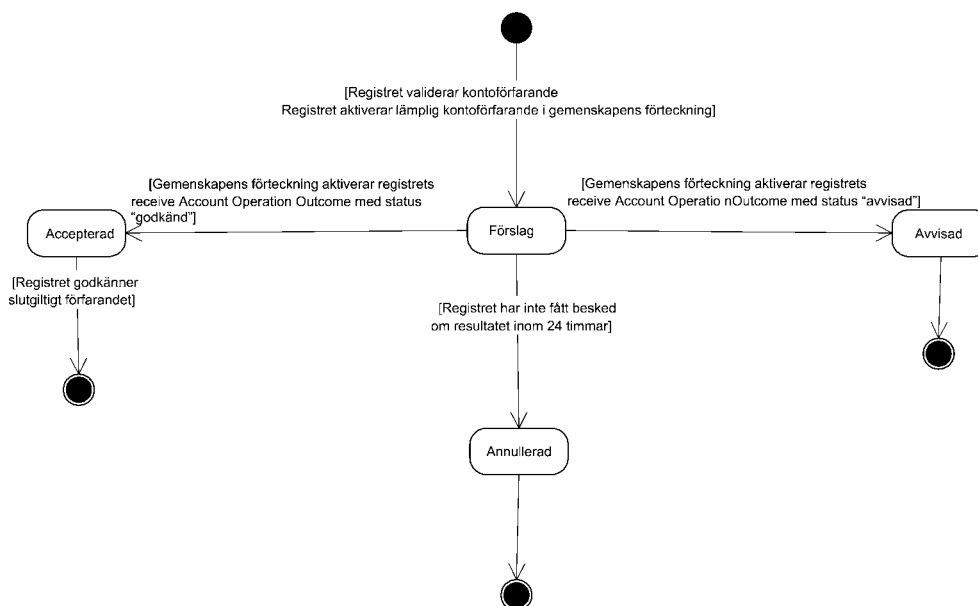 [Registret validerar kontoförfarande
Registret aktiverar lämplig kontoförfarande i gemenskapens förteckning]
[Gemenskapens förteckning aktiverar registrets
receive Account Operation Outcome med status
“godkänd”]
[Gemenskapens förteckning aktiverar registrets
receive Account Operatio nOutcome med status “avvisad”]
Accepterad
Förslag
Avvisad
[Registret godkänner
slutgiltigt förfarandet]
[Registret har inte fått besked
om resultatet inom 24 timmar]
Annullerad